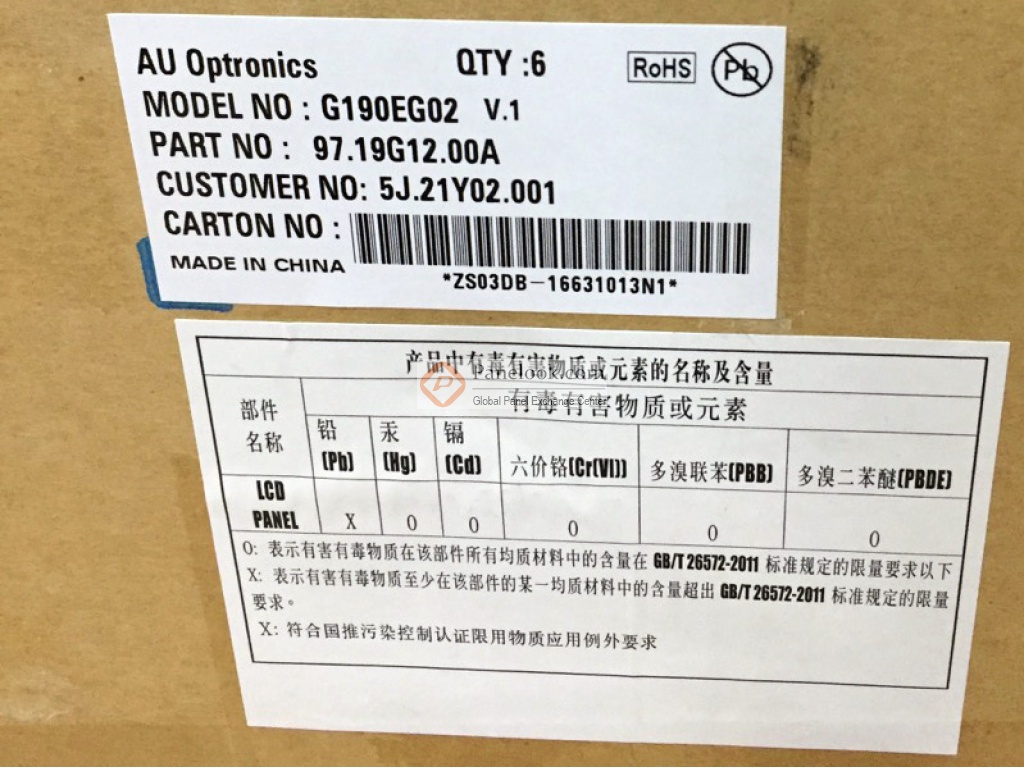 AU Optronics QTY :6 RoHS Pb
MODEL NO : G190EG02 V.1
PART NO : 97.19G12.00A
CUSTOMER NO: 5J.21Y02.001
CARTON NO :
MADE IN CHINA
*ZS03DB-16631013N1*
产品中有毒有害物质或元素的名称及含量
Panelook.com
Global Panel Exchange Center
部件名称 有毒有害物质或元素
铅(Pb) 汞(Hg) 镉(Cd) 六价铬(Cr(VI)) 多溴联苯(PBB) 多溴二苯醚(PBDE)
LCD
PANEL X O O O O O
O: 表示有害有毒物质在该部件所有均质材料中的含量在 GB/T 26572-2011 标准规定的限量要求以下
X: 表示有害有毒物质至少在该部件的某一均质材料中的含量超出 GB/T 26572-2011 标准规定的限量
要求。
X: 符合国推污染控制认证限用物质应用例外要求